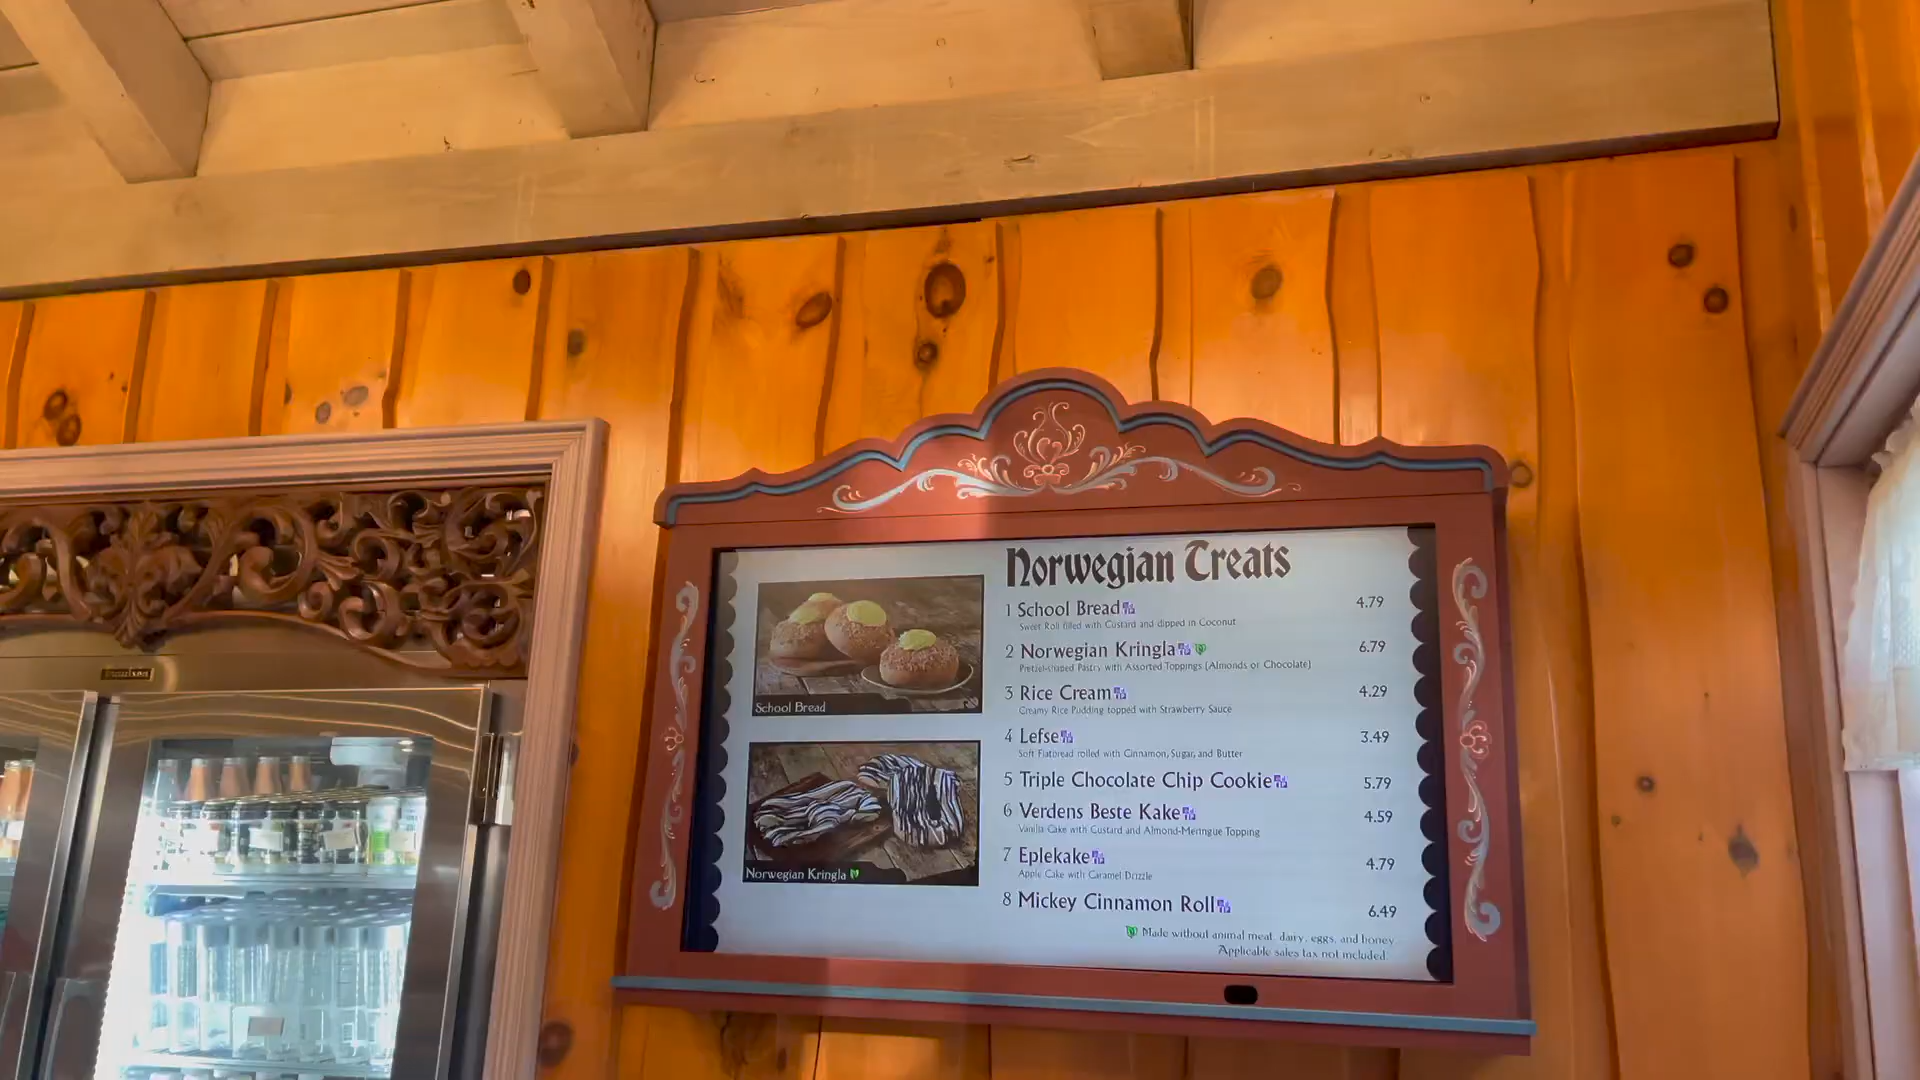 Norwegian Treats
1 School Bread 4.79
Sweet Roll filled with Custard and dipped in Coconut
2 Norwegian Kringla 6.79
Pretzel-shaped Pastry with Assorted Toppings (Almonds or Chocolate)
3 Rice Cream 4.29
Creamy Rice Pudding topped with Strawberry Sauce
4 Lefse 3.49
Soft Flatbread rolled with Cinnamon, Sugar, and Butter
5 Triple Chocolate Chip Cookie 5.79
6 Verdens Beste Kake 4.59
Vanilla Cake with Custard and Almond-Meringue Topping
7 Eplekake 4.79
Apple Cake with Caramel Drizzle
8 Mickey Cinnamon Roll 6.49
Made without animal meat, dairy, eggs, and honey.
Applicable sales tax not included.
School Bread
Norwegian Kringla